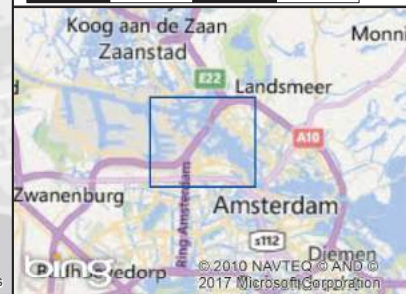 Koog aan de Zaan
Zaanstad
Monni
E22
Landsmeer
A10
Zwanenburg
Ring Amsterdam
Amsterdam
s112
Diemen
bing
© 2010 NAVTEQ © AND ©
2017 Microsoft Corporation
s